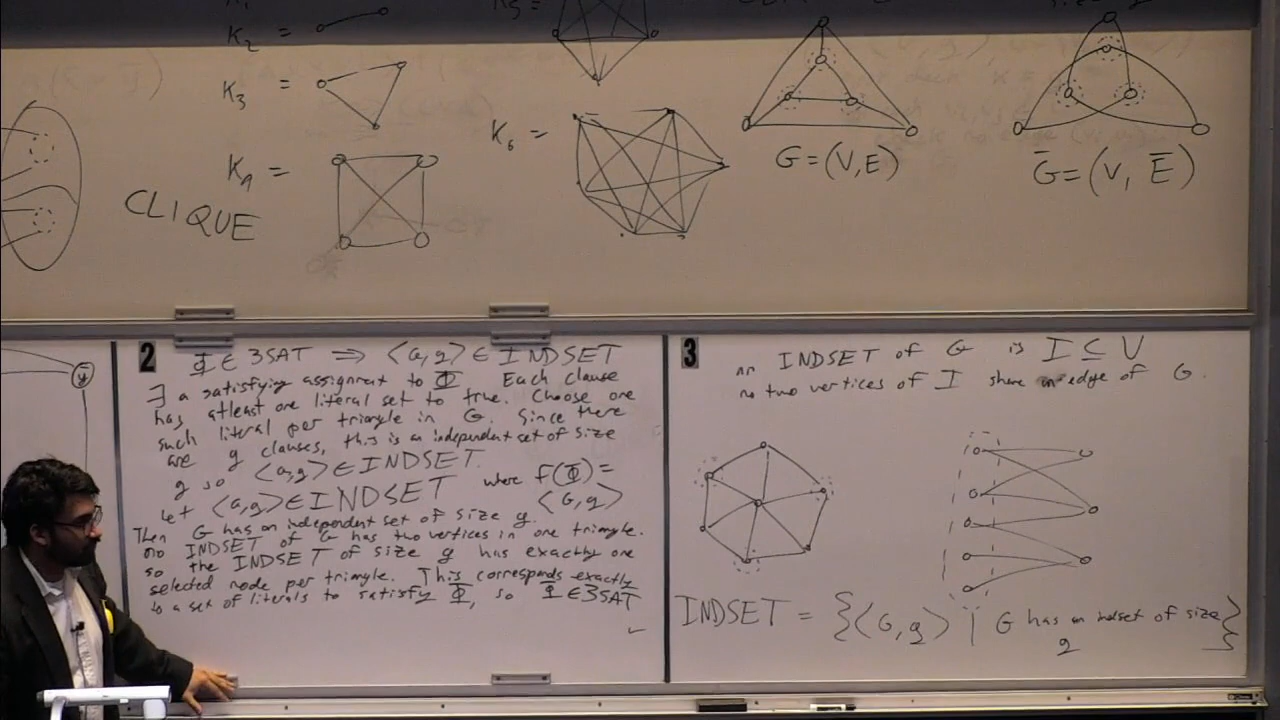 K₂ =
K₃ =
K₄ =
CLIQUE
K₅ =
K₆ =
G = (V, E)
G̅ = (V, E̅)
y̅
2
Φ ∈ 3SAT ⇒ ⟨G, g⟩ ∈ INDSET
∃ a satisfying assignment to Φ. Each clause
has atleast one literal set to true. Choose one
such literal per triangle in G. Since there
are g clauses, this is an independent set of size
g so ⟨G, g⟩ ∈ INDSET.
Let ⟨G, g⟩ ∈ INDSET where f(Φ) =
⟨G, g⟩
Then G has an independent set of size g.
No INDSET of G has two vertices in one triangle.
so the INDSET of size g has exactly one
selected node per triangle. This corresponds exactly
to a set of literals to satisfy Φ, so Φ ∈ 3SAT
✓
3
an INDSET of G is I ⊆ V
no two vertices of I share an edge of G.
INDSET = {⟨G, g⟩ | G has an indset of size
g}